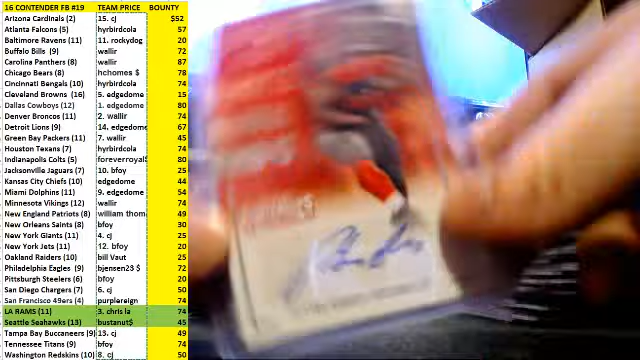 16 CONTENDER FB #19 TEAM PRICE BOUNTY
Arizona Cardinals (2) 15. cj $52
Atlanta Falcons (5) hyrbirdcola 57
Baltimore Ravens (11) 11. rockydog 20
Buffalo Bills (9) wallir 72
Carolina Panthers (8) wallir 87
Chicago Bears (8) hchomes $ 78
Cincinnati Bengals (10) hyrbirdcola 74
Cleveland Browns (16) 5. edgedome 15
Dallas Cowboys (12) 1. edgedome 80
Denver Broncos (11) 2. wallir 74
Detroit Lions (9) 14. edgedome 67
Green Bay Packers (11) 7. wallir 45
Houston Texans (7) hyrbirdcola 74
Indianapolis Colts (5) foreverroyal$ 80
Jacksonville Jaguars (7) 10. bfoy 25
Kansas City Chiefs (10) edgedome 44
Miami Dolphins (11) 9. edgedome 54
Minnesota Vikings (12) wallir 74
New England Patriots (8) william thom 49
New Orleans Saints (8) bfoy 30
New York Giants (11) 4. cj 25
New York Jets (11) 12. bfoy 20
Oakland Raiders (10) bill Vaut 25
Philadelphia Eagles (9) bjensen23 $ 72
Pittsburgh Steelers (6) bfoy 20
San Diego Chargers (7) 6. cj 50
San Francisco 49ers (4) purplereign 74
LA RAMS (11) 3. chris la 74
Seattle Seahawks (13) bustanut$ 45
Tampa Bay Buccaneers (9) 13. cj 49
Tennessee Titans (9) bfoy 74
Washington Redskins (10) 8. cj 50